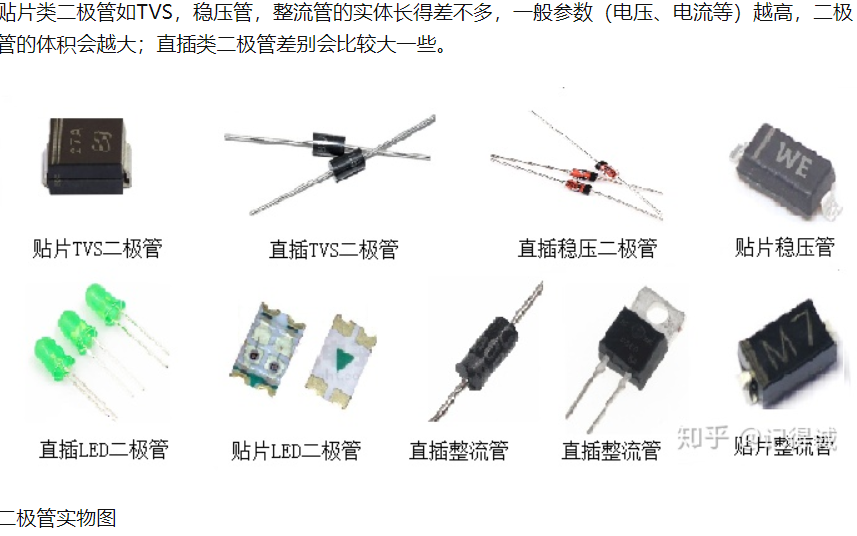 贴片类二极管如TVS，稳压管，整流管的实体长得差不多，一般参数（电压、电流等）越高，二极
管的体积会越大；直插类二极管差别会比较大一些。
贴片TVS二极管
直插TVS二极管
直插稳压二极管
WE
贴片稳压管
直插LED二极管
贴片LED二极管
直插整流管
直插整流管
M7
贴片整流管
知乎 @记得诚
二极管实物图